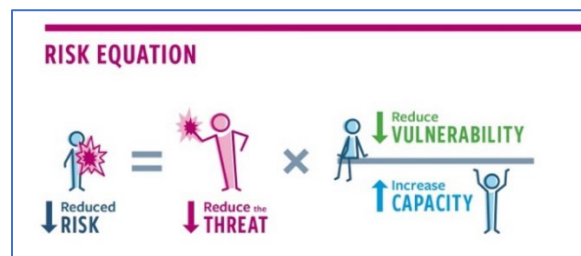 RISK EQUATION
Reduced
RISK
Reduce the
THREAT
Reduce
VULNERABILITY
Increase
CAPACITY